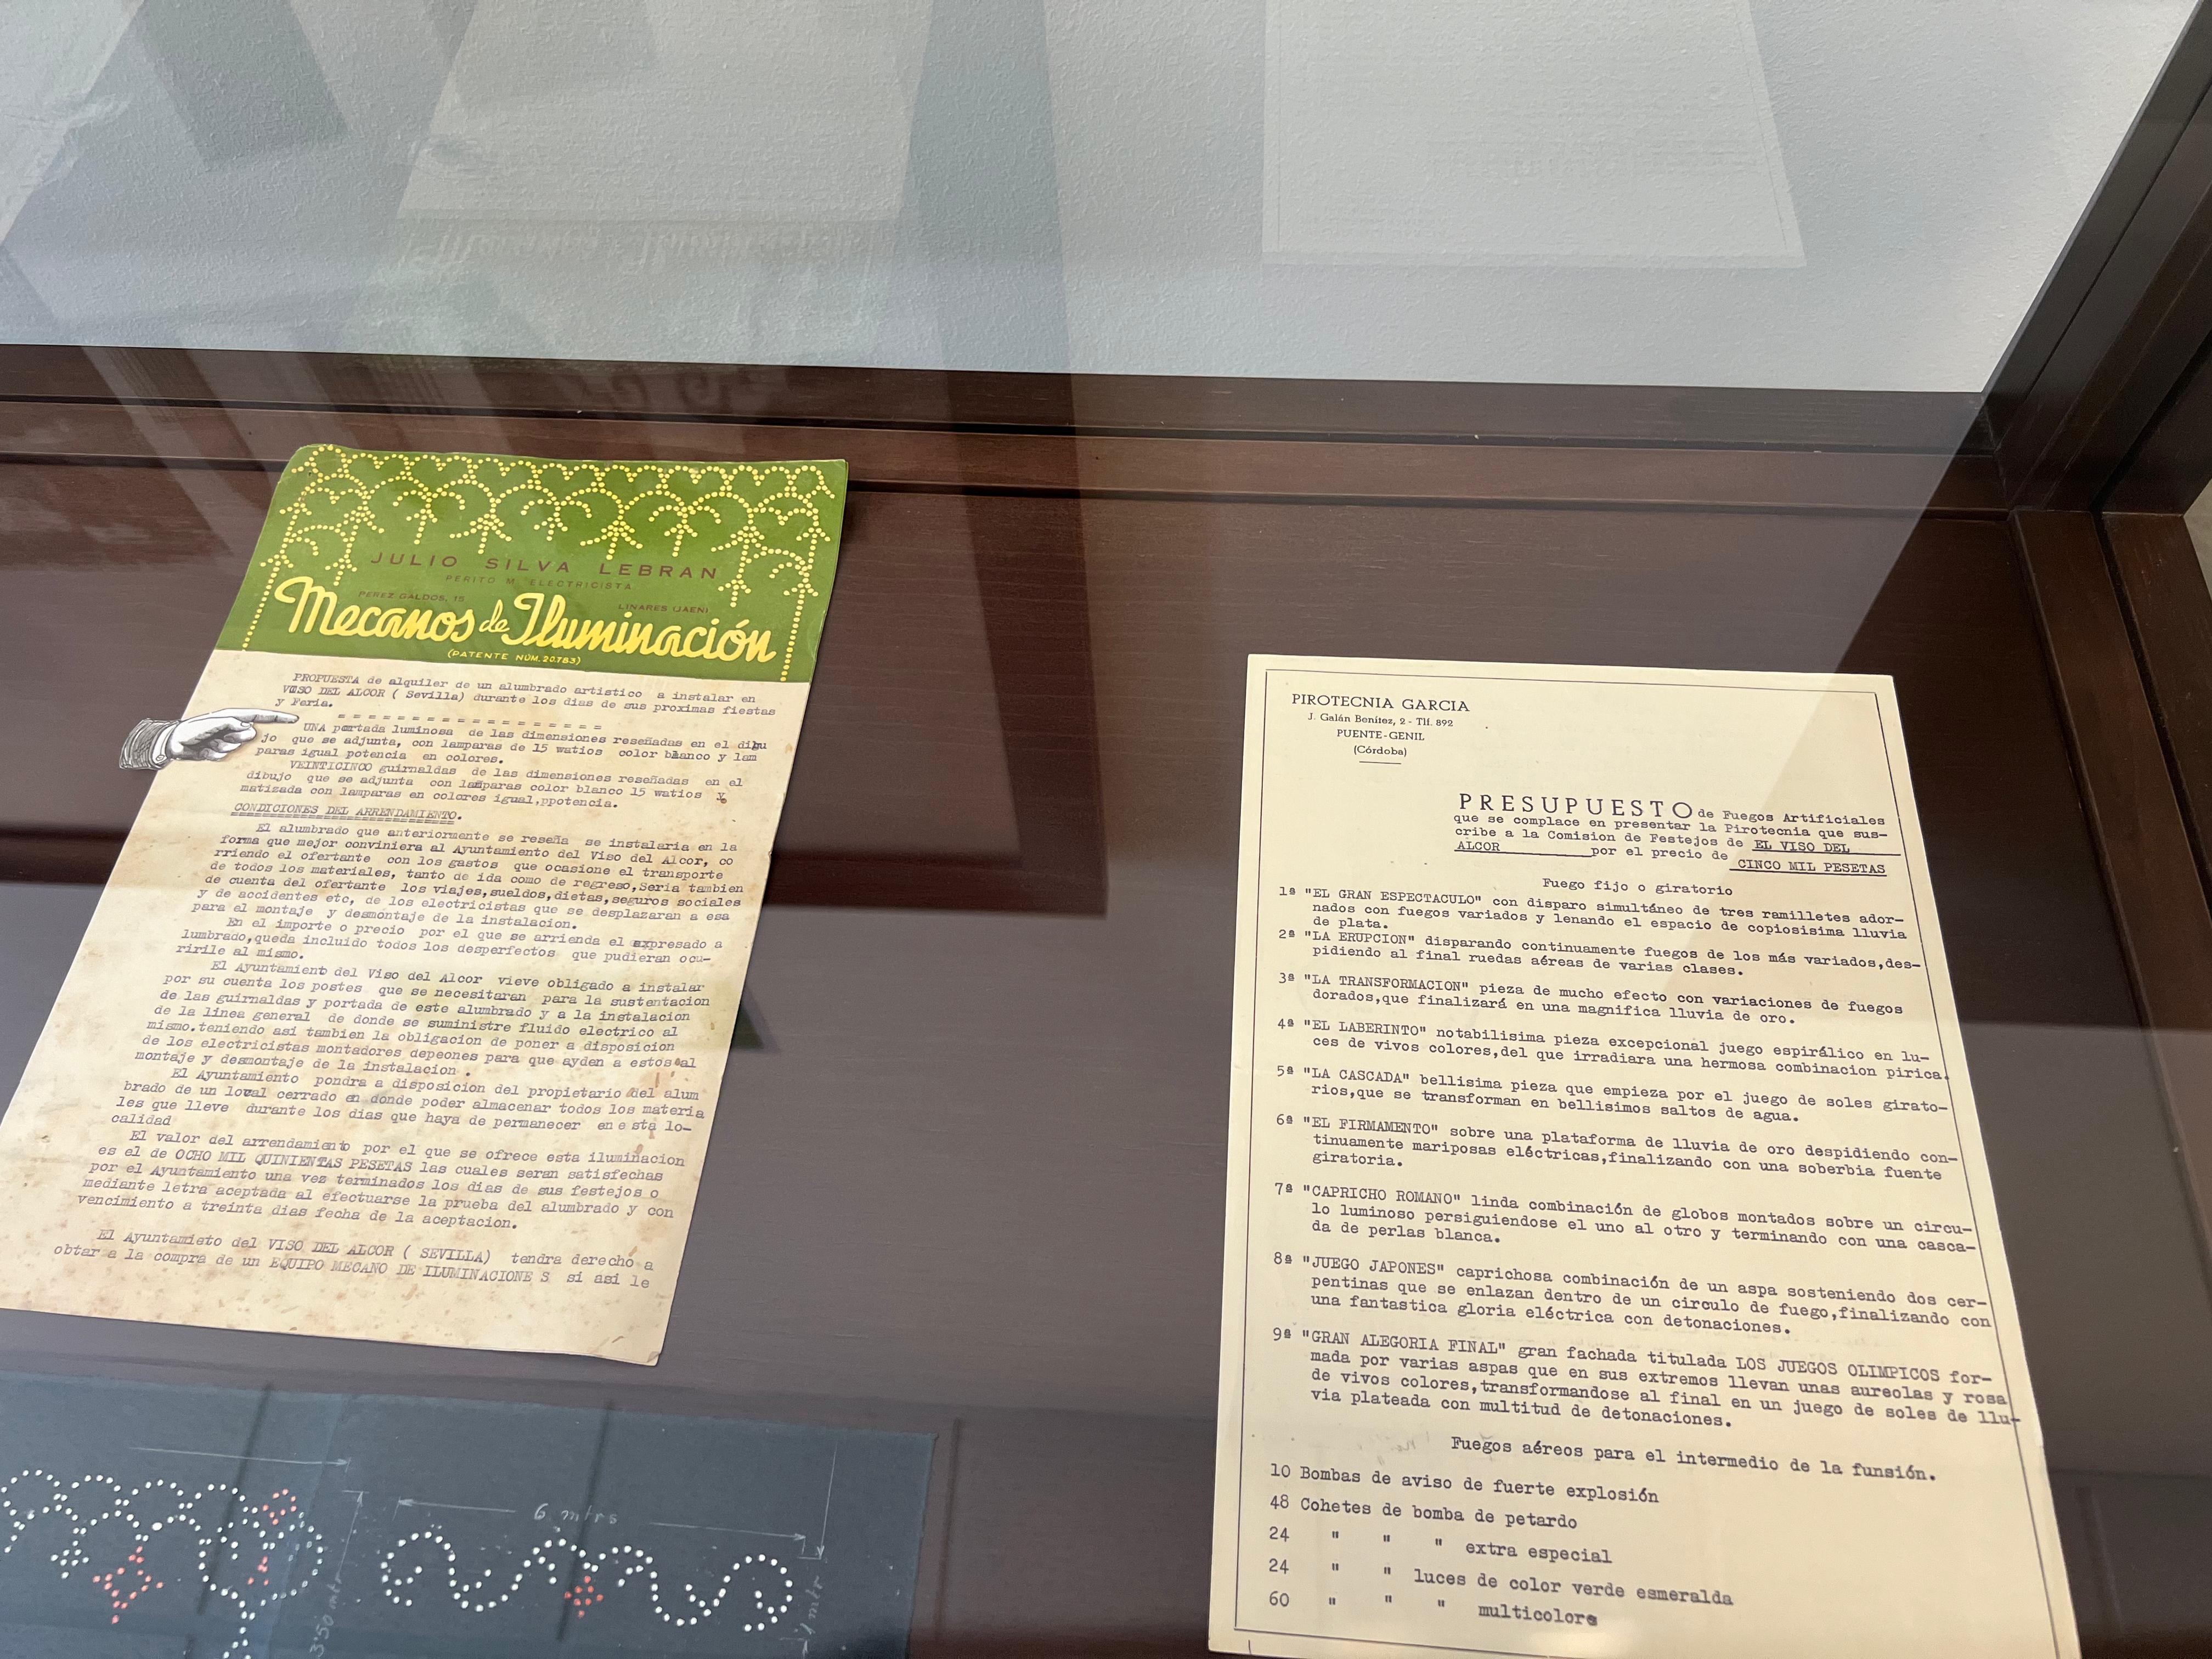 JULIO SILVA LEBRAN
PERITO M. ELECTRICISTA
PEREZ GALDOS, 15
LINARES (JAEN)
Mecanos de Iluminación
(PATENTE NÚM. 20.783)
PROPUESTA de alquiler de un alumbrado artistico a instalar en
VISO DEL ALCOR ( Sevilla) durante los dias de sus proximas fiestas
y Feria.
= = = = = = = = = = = = = = = = = = =
UNA portada luminosa de las dimensiones reseñadas en el dibu
jo que se adjunta, con lamparas de 15 watios color blanco y lam
paras igual potencia en colores.
VEINTICINCO guirnaldas de las dimensiones reseñadas en el
dibujo que se adjunta con lamparas color blanco 15 watios y
matizada con lamparas en colores igual,ppotencia.
CONDICIONES DEL ARRENDAMIENTO.
El alumbrado que anteriormente se reseña se instalaria en la
forma que mejor conviniera al Ayuntamiento del Viso del Alcor, co
rriendo el ofertante con los gastos que ocasione el transporte
de todos los materiales, tanto de ida como de regreso,Seria tambien
de cuenta del ofertante los viajes,sueldos,dietas,seguros sociales
y de accidentes etc, de los electricistas que se desplazaran a esa
para el montaje y desmontaje de la instalacion.
En el importe o precio por el que se arrienda el expresado a
lumbrado,queda incluido todos los desperfectos que pudieran ocu-
ririle al mismo.
El Ayuntamient del Viso del Alcor vieve obligado a instalar
por su cuenta los postes que se necesitaran para la sustentacion
de las guirnaldas y portada de este alumbrado y a la instalacion
de la linea general de donde se suministre fluido electrico al
mismo.teniendo asi tambien la obligacion de poner a disposicion
de los electricistas montadores depeones para que ayden a estos al
montaje y desmontaje de la instalacion .
El Ayuntamiento pondra a disposicion del propietario del alum
brado de un local cerrado en donde poder almacenar todos los materia
les que lleve durante los dias que haya de permanecer en e sta lo-
calidad
El valor del arrendamiento por el que se ofrece esta iluminacion
es el de OCHO MIL QUINIENTAS PESETAS las cuales seran satisfechas
por el Ayuntamiento una vez terminados los dias de sus festejos o
mediante letra aceptada al efectuarse la prueba del alumbrado y con
vencimiento a treinta dias fecha de la aceptacion.
El Ayuntamieto del VISO DEL ALCOR ( SEVILLA) tendra derecho a
obtar a la compra de un EQUIPO MECANO DE ILUMINACIONE S si asi le
6 mtrs
3'50 mtr
1 mtr
PIROTECNIA GARCIA
J. Galán Benítez, 2 - Tlf. 892
PUENTE-GENIL
(Córdoba)
PRESUPUESTO de Fuegos Artificiales
que se complace en presentar la Pirotecnia que sus-
cribe a la Comision de Festejos de EL VISO DEL
ALCOR por el precio de CINCO MIL PESETAS
Fuego fijo o giratorio
1ª "EL GRAN ESPECTACULO" con disparo simultáneo de tres ramilletes ador-
nados con fuegos variados y lenando el espacio de copiosisima lluvia
de plata.
2ª "LA ERUPCION" disparando continuamente fuegos de los más variados,des-
pidiendo al final ruedas aéreas de varias clases.
3ª "LA TRANSFORMACION" pieza de mucho efecto con variaciones de fuegos
dorados,que finalizará en una magnifica lluvia de oro.
4ª "EL LABERINTO" notabilisima pieza excepcional juego espirálico en lu-
ces de vivos colores,del que irradiara una hermosa combinacion pirica.
5ª "LA CASCADA" bellisima pieza que empieza por el juego de soles girato-
rios,que se transforman en bellisimos saltos de agua.
6ª "EL FIRMAMENTO" sobre una plataforma de lluvia de oro despidiendo con-
tinuamente mariposas eléctricas,finalizando con una soberbia fuente
giratoria.
7ª "CAPRICHO ROMANO" linda combinación de globos montados sobre un circu-
lo luminoso persiguiendose el uno al otro y terminando con una casca-
da de perlas blanca.
8ª "JUEGO JAPONES" caprichosa combinación de un aspa sosteniendo dos cer-
pentinas que se enlazan dentro de un circulo de fuego,finalizando con
una fantastica gloria eléctrica con detonaciones.
9ª "GRAN ALEGORIA FINAL" gran fachada titulada LOS JUEGOS OLIMPICOS for-
mada por varias aspas que en sus extremos llevan unas aureolas y rosa
de vivos colores,transformandose al final en un juego de soles de llu-
via plateada con multitud de detonaciones.
Fuegos aéreos para el intermedio de la funsión.
10 Bombas de aviso de fuerte explosión
48 Cohetes de bomba de petardo
24 " " " extra especial
24 " " luces de color verde esmeralda
60 " " " multicolore